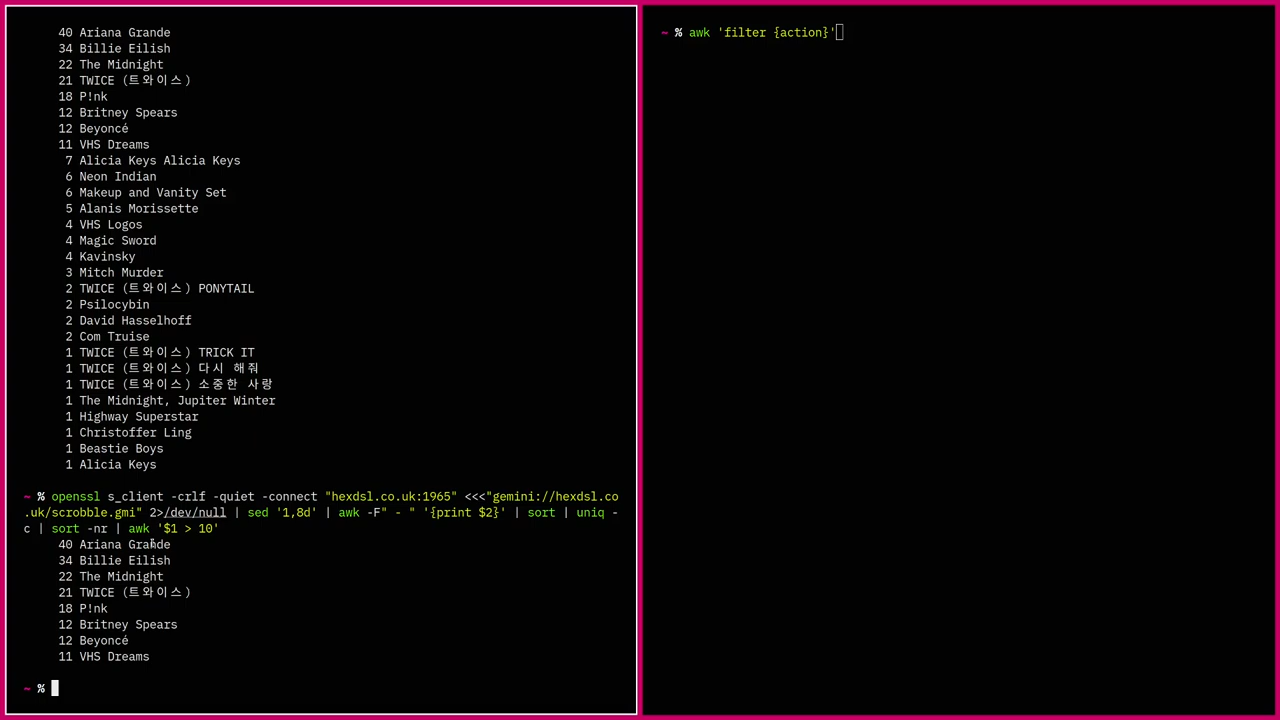 40 Ariana Grande
34 Billie Eilish
22 The Midnight
21 TWICE (트와이스)
18 P!nk
12 Britney Spears
12 Beyoncé
11 VHS Dreams
7 Alicia Keys Alicia Keys
6 Neon Indian
6 Makeup and Vanity Set
5 Alanis Morissette
4 VHS Logos
4 Magic Sword
4 Kavinsky
3 Mitch Murder
2 TWICE (트와이스) PONYTAIL
2 Psilocybin
2 David Hasselhoff
2 Com Truise
1 TWICE (트와이스) TRICK IT
1 TWICE (트와이스) 다시 해줘
1 TWICE (트와이스) 소중한 사랑
1 The Midnight, Jupiter Winter
1 Highway Superstar
1 Christoffer Ling
1 Beastie Boys
1 Alicia Keys
~ % openssl s_client -crlf -quiet -connect "hexdsl.co.uk:1965" <<<"gemini://hexdsl.co
.uk/scrobble.gmi" 2>/dev/null | sed '1,8d' | awk -F" - " '{print $2}' | sort | uniq -
c | sort -nr | awk '$1 > 10'
40 Ariana Grande
34 Billie Eilish
22 The Midnight
21 TWICE (트와이스)
18 P!nk
12 Britney Spears
12 Beyoncé
11 VHS Dreams
~ %
~ % awk 'filter {action}'